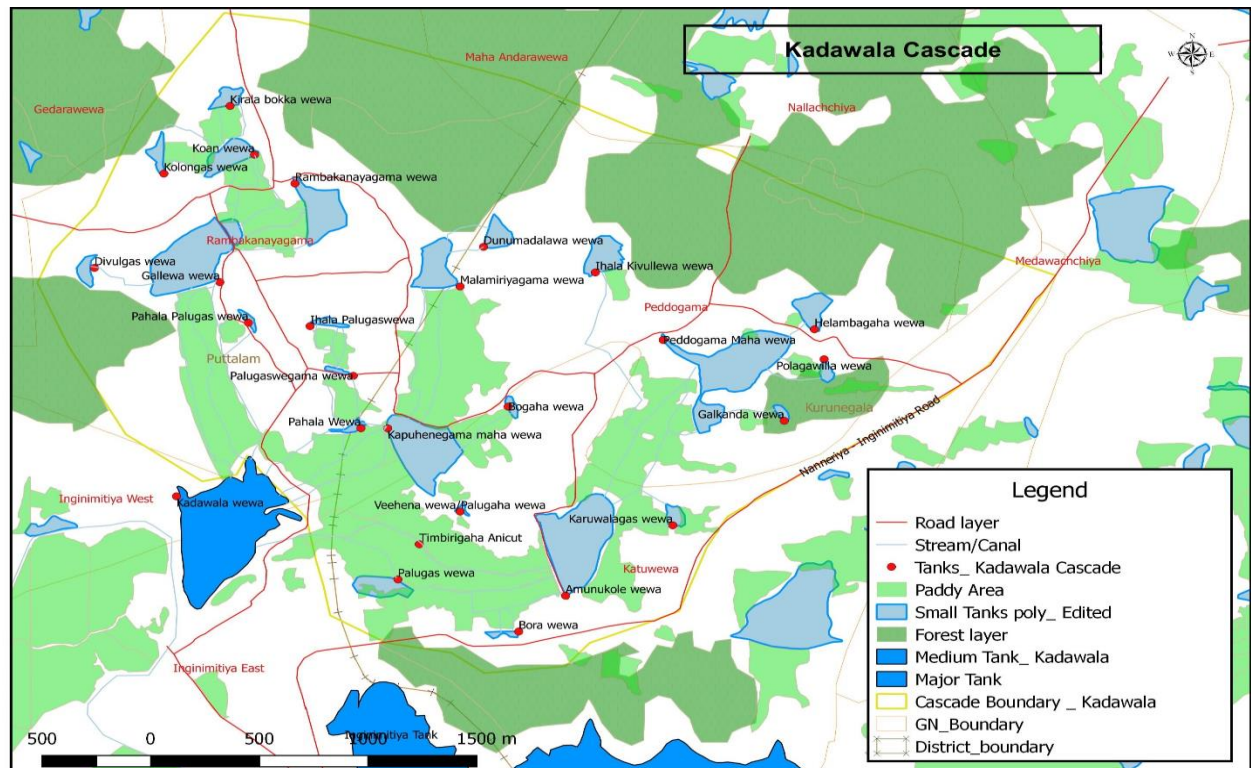 Kadawala Cascade
N
W E
S
Maha Andarawewa
Gedarawewa
Nallachchiya
Kirala bokka wewa
Koan wewa
Kolongas wewa
Rambakanayagama wewa
Rambakanayagama
Dunumadalawa wewa
Divulgas wewa
Gallewa wewa
Malamiriyagama wewa
Ihala Kivullewa wewa
Medawachchiya
Peddogama
Pahala Palugas wewa
Ihala Palugaswewa
Helambagaha wewa
Peddogama Maha wewa
Puttalam
Polagawilla wewa
Palugaswegama wewa
Bogaha wewa
Kurunegala
Galkanda wewa
Pahala Wewa
Kapuhenegama maha wewa
Nanneriya - Inginimitiya Road
Inginimitiya West
Kadawala wewa
Veehena wewa/Palugaha wewa
Karuwalagas wewa
Timbirigaha Anicut
Katuwewa
Palugas wewa
Amunukole wewa
Bora wewa
Inginimitiya East
Inginimitiya Tank
500 0 500 1000 1500 m
Legend
Road layer
Stream/Canal
Tanks_ Kadawala Cascade
Paddy Area
Small Tanks poly_ Edited
Forest layer
Medium Tank_ Kadawala
Major Tank
Cascade Boundary _ Kadawala
GN_Boundary
District_boundary